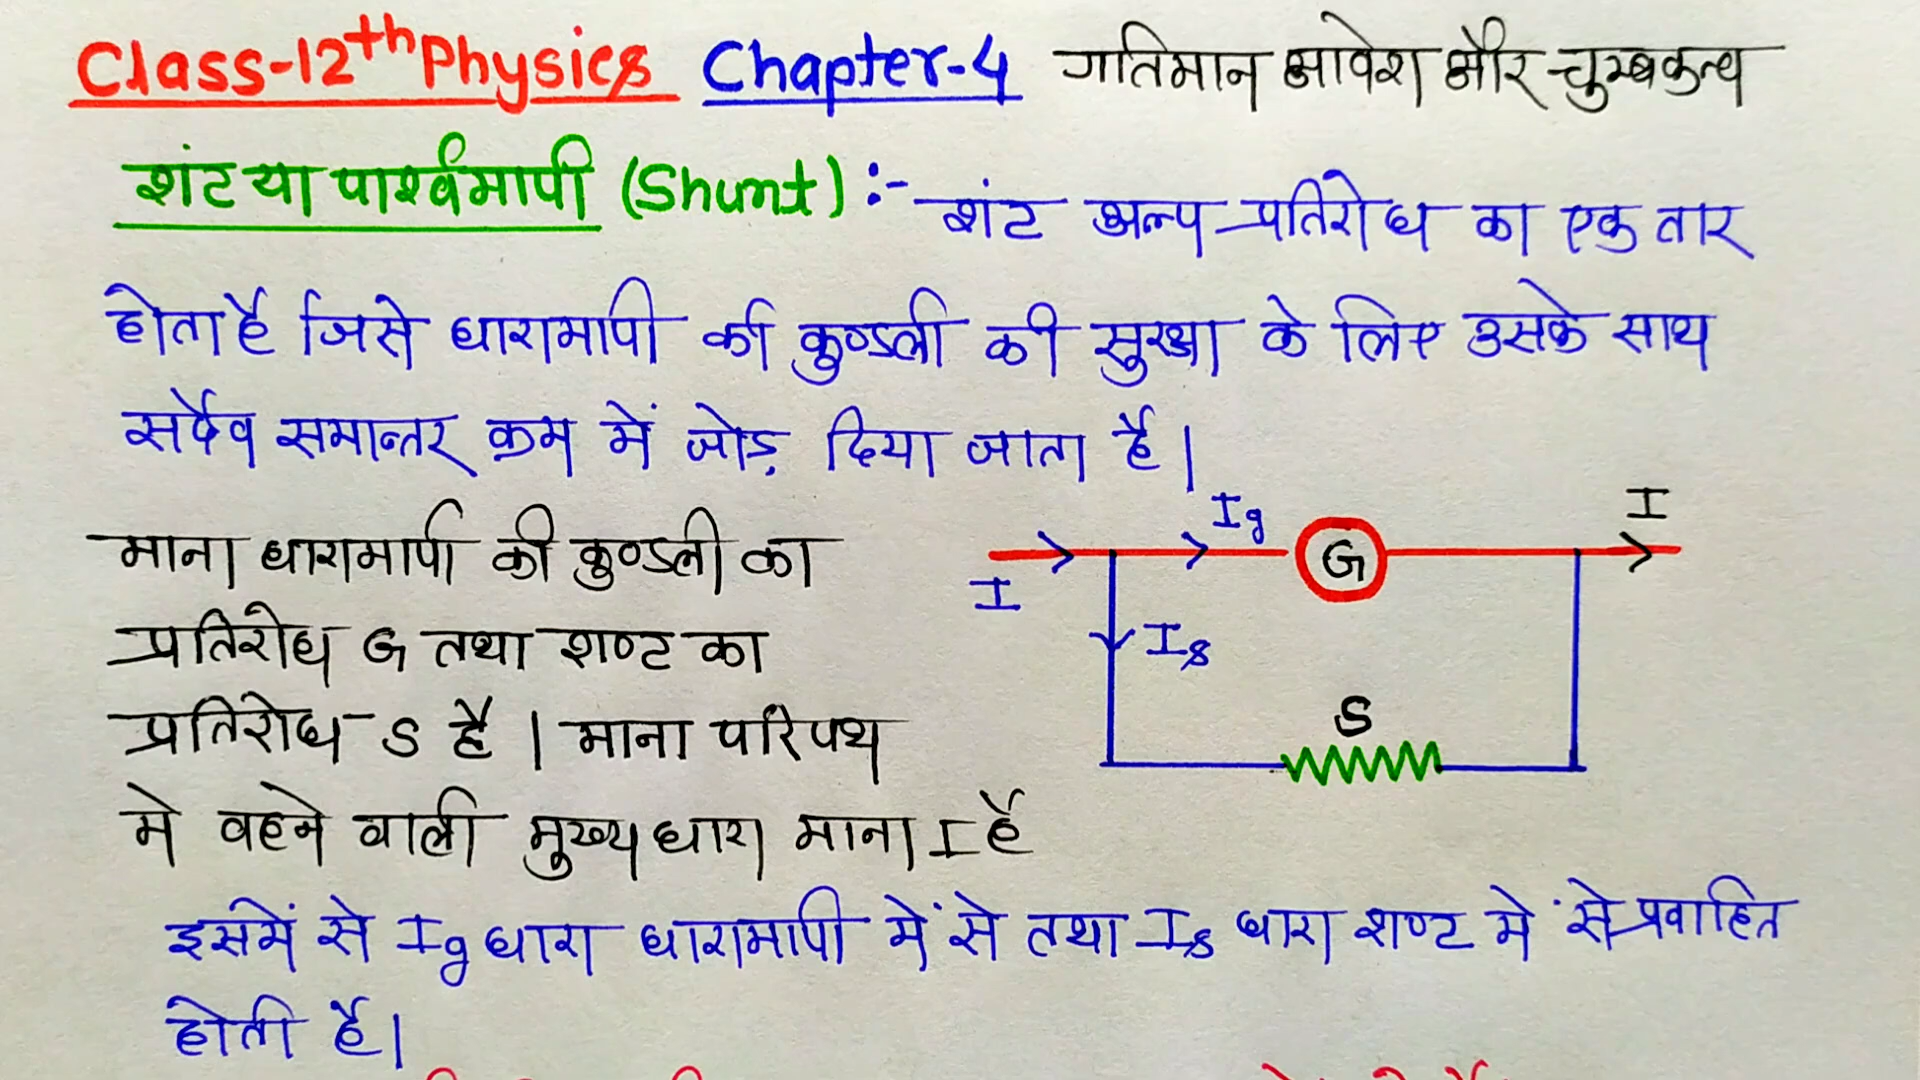 Class-12th Physics Chapter-4 गतिमान आवेश और चुम्बकत्व
शंट या पार्श्वमापी (Shunt) :- शंट अल्प प्रतिरोध का एक तार
होता है जिसे धारामापी की कुण्डली की सुरक्षा के लिए उसके साथ
सदैव समान्तर क्रम में जोड़ दिया जाता है।
माना धारामापी की कुण्डली का
प्रतिरोध G तथा शण्ट का
प्रतिरोध S है। माना परिपथ
मे वहने वाली मुख्य धारा माना I है
I
Ig
G
I
Is
S
इसमें से Ig धारा धारामापी में से तथा Is धारा शण्ट मे से प्रवाहित
होती है।